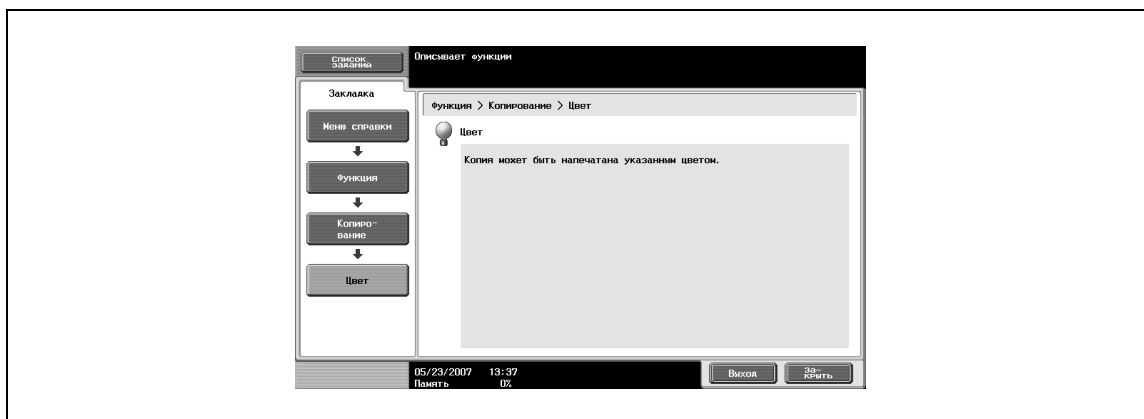 Список
заданий
Описывает функции
Закладка
Меню справки
Функция
Копиро-
вание
Цвет
Функция > Копирование > Цвет
Цвет
Копия может быть напечатана указанным цветом.
05/23/2007 13:37
Память 0%
Выход
За-
крыть